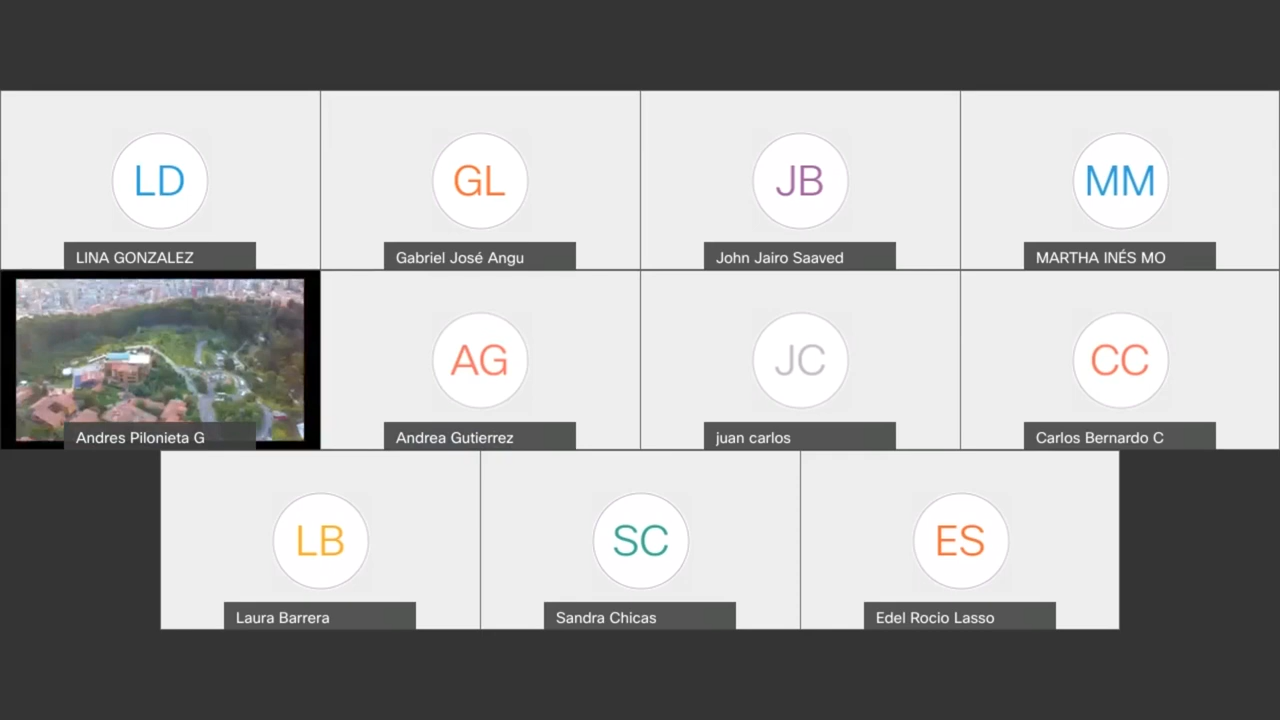 LD
LINA GONZALEZ
GL
Gabriel José Angu
JB
John Jairo Saaved
MM
MARTHA INÉS MO
Andres Pilonieta G
AG
Andrea Gutierrez
JC
juan carlos
CC
Carlos Bernardo C
LB
Laura Barrera
SC
Sandra Chicas
ES
Edel Rocio Lasso